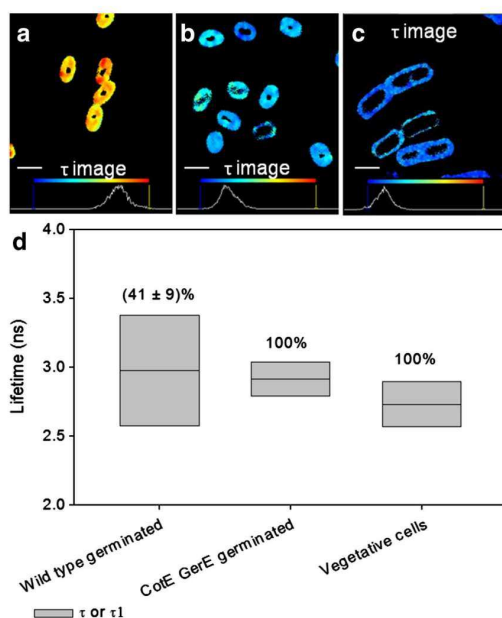 a
b
c
τ image
τ image
τ image
d
4.0
3.5
3.0
2.5
2.0
Lifetime (ns)
(41 ± 9)%
100%
100%
Wild type germinated
CotE GerE germinated
Vegetative cells
τ or τ1